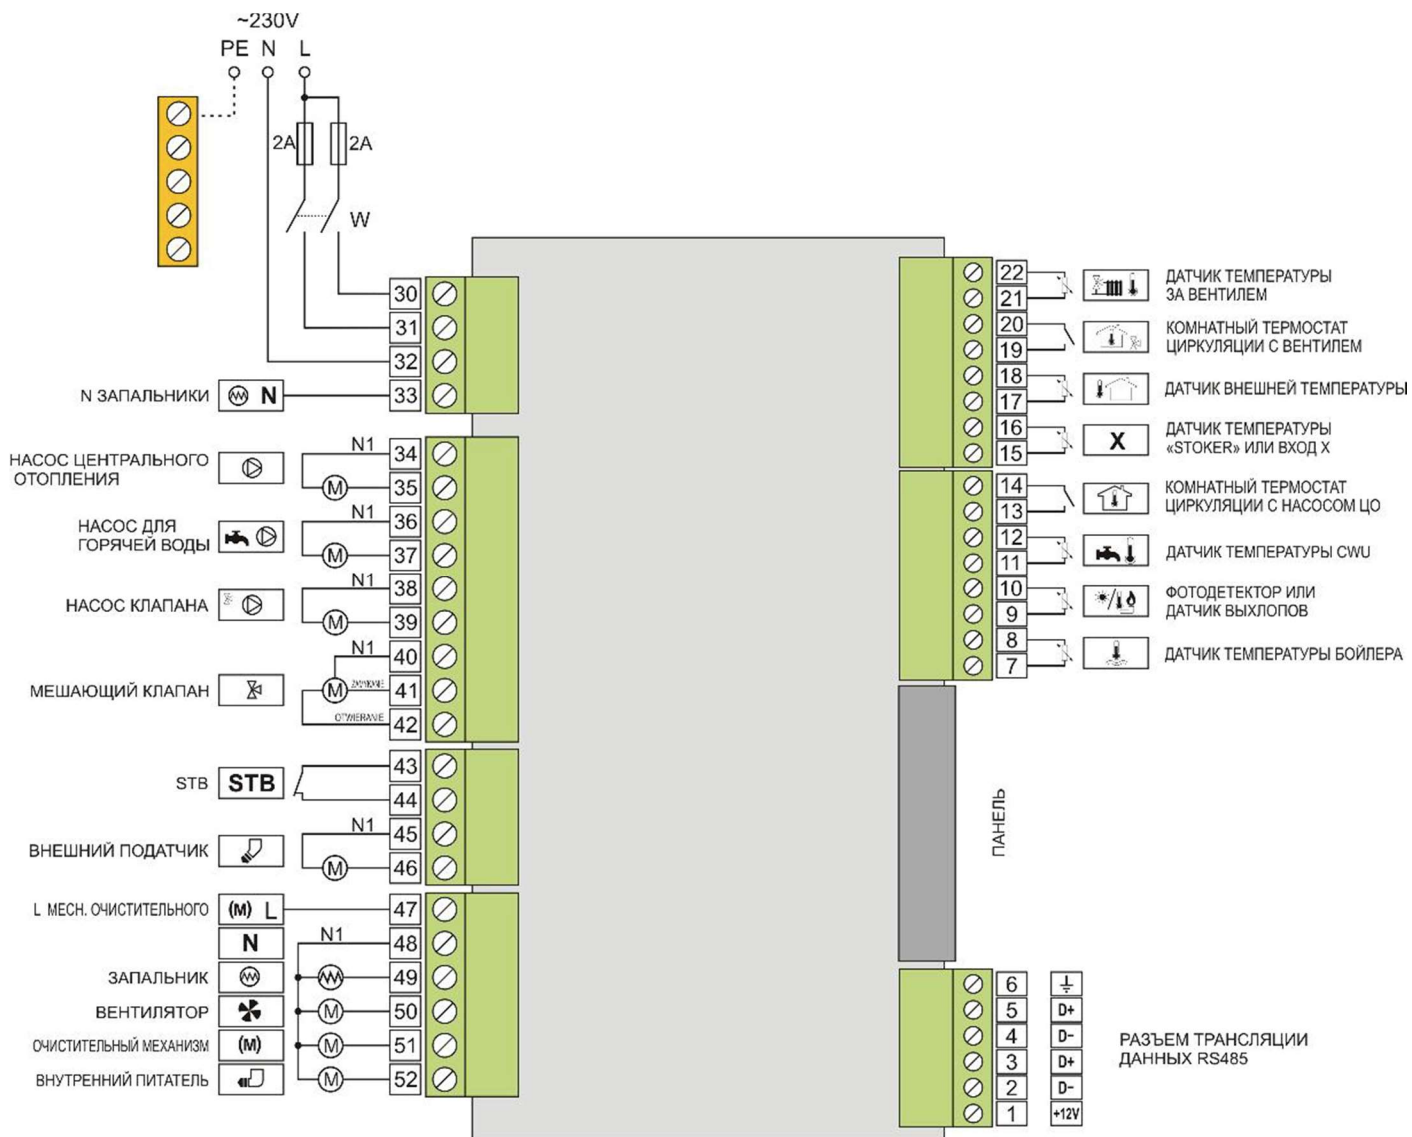 ~230V
PE N L
2A
2A
W
30
31
32
N ЗАПАЛЬНИКИ N 33
НАСОС ЦЕНТРАЛЬНОГО
ОТОПЛЕНИЯ
N1 34
M 35
НАСОС ДЛЯ
ГОРЯЧЕЙ ВОДЫ
N1 36
M 37
НАСОС КЛАПАНА
N1 38
M 39
МЕШАЮЩИЙ КЛАПАН
N1 40
M ZAMYKANIE 41
OTWIERANIE 42
STB STB
43
44
ВНЕШНИЙ ПОДАТЧИК
N1 45
M 46
L МЕСН. ОЧИСТИТЕЛЬНОГО (M) L 47
N N1 48
ЗАПАЛЬНИК 49
ВЕНТИЛЯТОР M 50
ОЧИСТИТЕЛЬНЫЙ МЕХАНИЗМ (M) M 51
ВНУТРЕННИЙ ПИТАТЕЛЬ M 52
22
21
ДАТЧИК ТЕМПЕРАТУРЫ
ЗА ВЕНТИЛЕМ
20
19
КОМНАТНЫЙ ТЕРМОСТАТ
ЦИРКУЛЯЦИИ С ВЕНТИЛЕМ
18
17
ДАТЧИК ВНЕШНЕЙ ТЕМПЕРАТУРЫ
16
15
X
ДАТЧИК ТЕМПЕРАТУРЫ
«STOKER» ИЛИ ВХОД X
14
13
КОМНАТНЫЙ ТЕРМОСТАТ
ЦИРКУЛЯЦИИ С НАСОСОМ ЦО
12
11
ДАТЧИК ТЕМПЕРАТУРЫ CWU
10
9
ФОТОДЕТЕКТОР ИЛИ
ДАТЧИК ВЫХЛОПОВ
8
7
ДАТЧИК ТЕМПЕРАТУРЫ БОЙЛЕРА
ПАНЕЛЬ
6
5 D+
4 D-
3 D+
2 D-
1 +12V
РАЗЪЕМ ТРАНСЛЯЦИИ
ДАННЫХ RS485